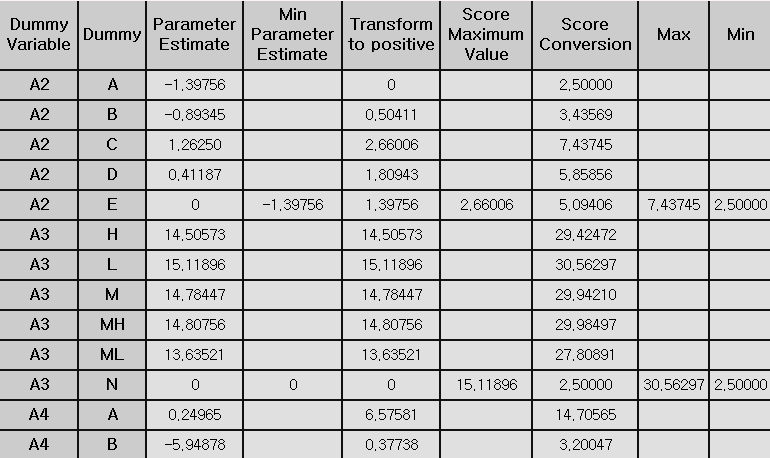 Dummy Variable Dummy Parameter Estimate Min Parameter Estimate Transform to positive Score Maximum Value Score Conversion Max Min
A2 A -1,39756 0 2,50000
A2 B -0,89345 0,50411 3,43569
A2 C 1,26250 2,66006 7,43745
A2 D 0,41187 1,80943 5,85856
A2 E 0 -1,39756 1,39756 2,66006 5,09406 7,43745 2,50000
A3 H 14,50573 14,50573 29,42472
A3 L 15,11896 15,11896 30,56297
A3 M 14,78447 14,78447 29,94210
A3 MH 14,80756 14,80756 29,98497
A3 ML 13,63521 13,63521 27,80891
A3 N 0 0 0 15,11896 2,50000 30,56297 2,50000
A4 A 0,24965 6,57581 14,70565
A4 B -5,94878 0,37738 3,20047